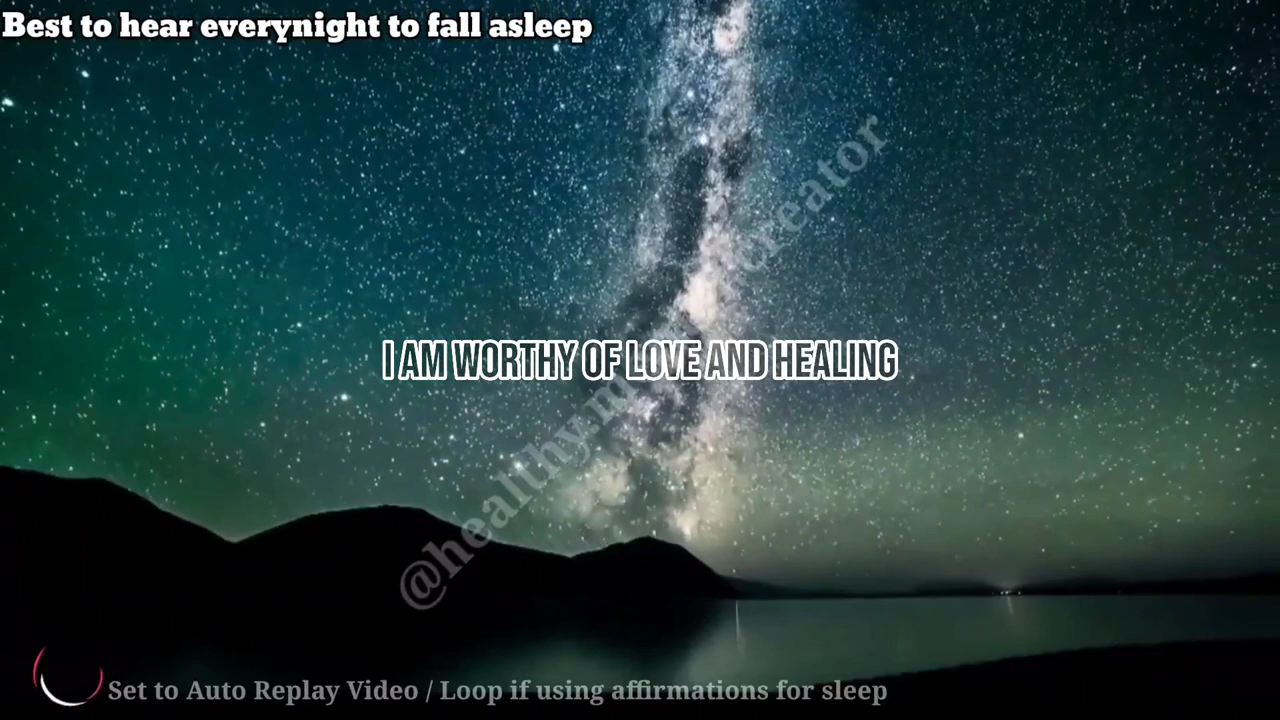 Best to hear everynight to fall asleep
I AM WORTHY OF LOVE AND HEALING
Set to Auto Replay Video / Loop if using affirmations for sleep